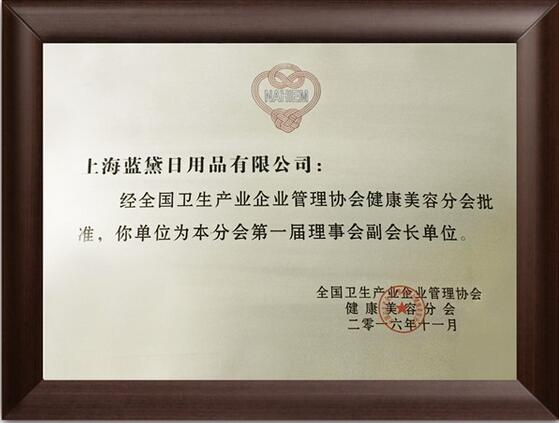 NAHIEM
上海蓝黛日用品有限公司：
经全国卫生产业企业管理协会健康美容分会批
准，你单位为本分会第一届理事会副会长单位。
全国卫生产业企业管理协会
健康美容分会
二零一六年十一月